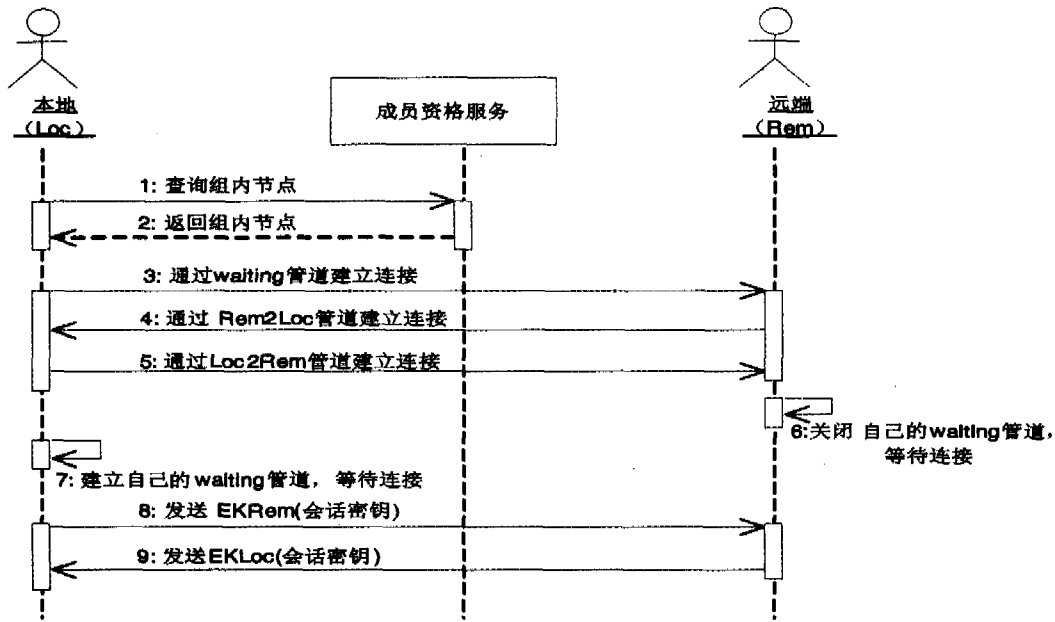 本地
(Loc)
成员资格服务
远端
(Rem)
1: 查询组内节点
2: 返回组内节点
3: 通过waiting管道建立连接
4: 通过 Rem2Loc管道建立连接
5: 通过Loc2Rem管道建立连接
6:关闭 自己的waiting管道,
等待连接
7: 建立自己的 waiting管道, 等待连接
8: 发送 EKRem(会话密钥)
9: 发送EKLoc(会话密钥)